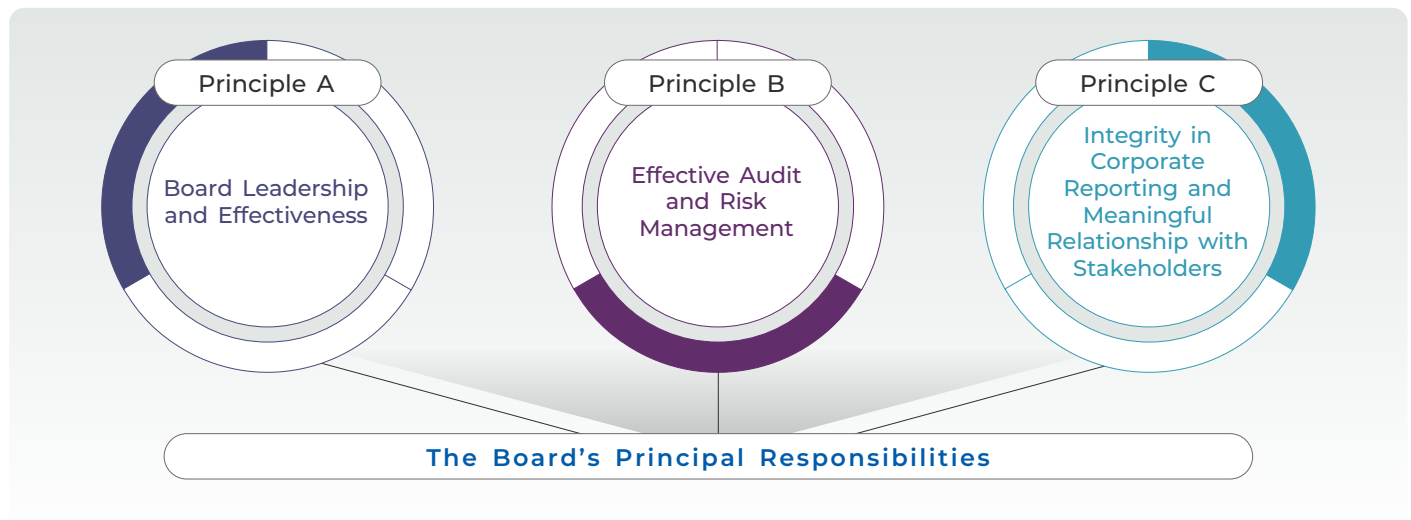 Principle A
Board Leadership
and Effectiveness
Principle B
Effective Audit
and Risk
Management
Principle C
Integrity in
Corporate
Reporting and
Meaningful
Relationship with
Stakeholders
The Board’s Principal Responsibilities